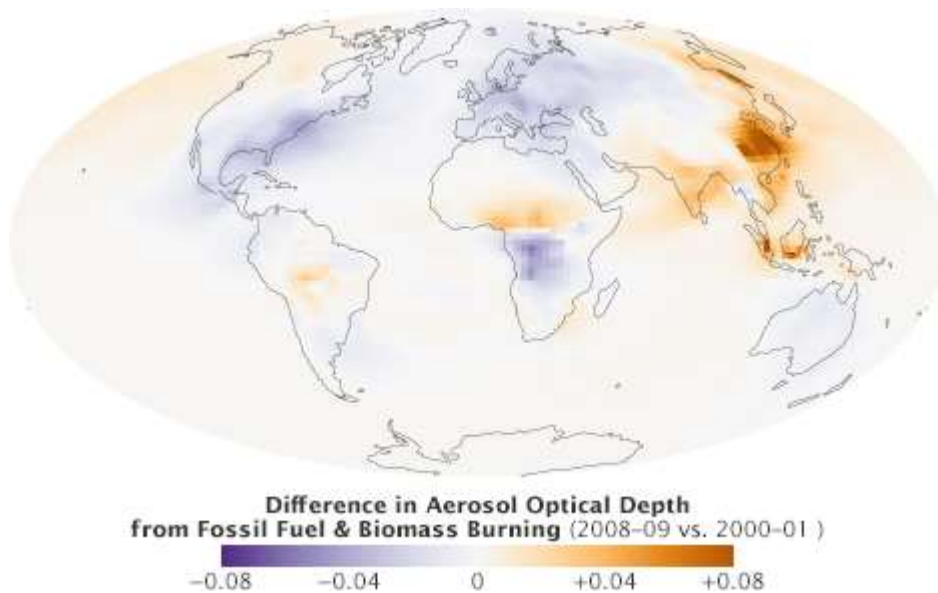 Difference in Aerosol Optical Depth
from Fossil Fuel & Biomass Burning (2008–09 vs. 2000–01 )
−0.08 −0.04 0 +0.04 +0.08